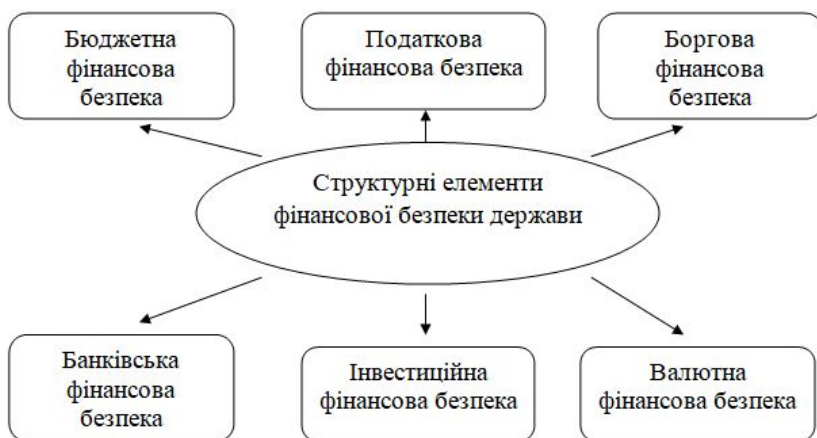 Бюджетна
фінансова
безпека
Податкова
фінансова безпека
Боргова
фінансова
безпека
Структурні елементи
фінансової безпеки держави
Банківська
фінансова
безпека
Інвестиційна
фінансова безпека
Валютна
фінансова безпека